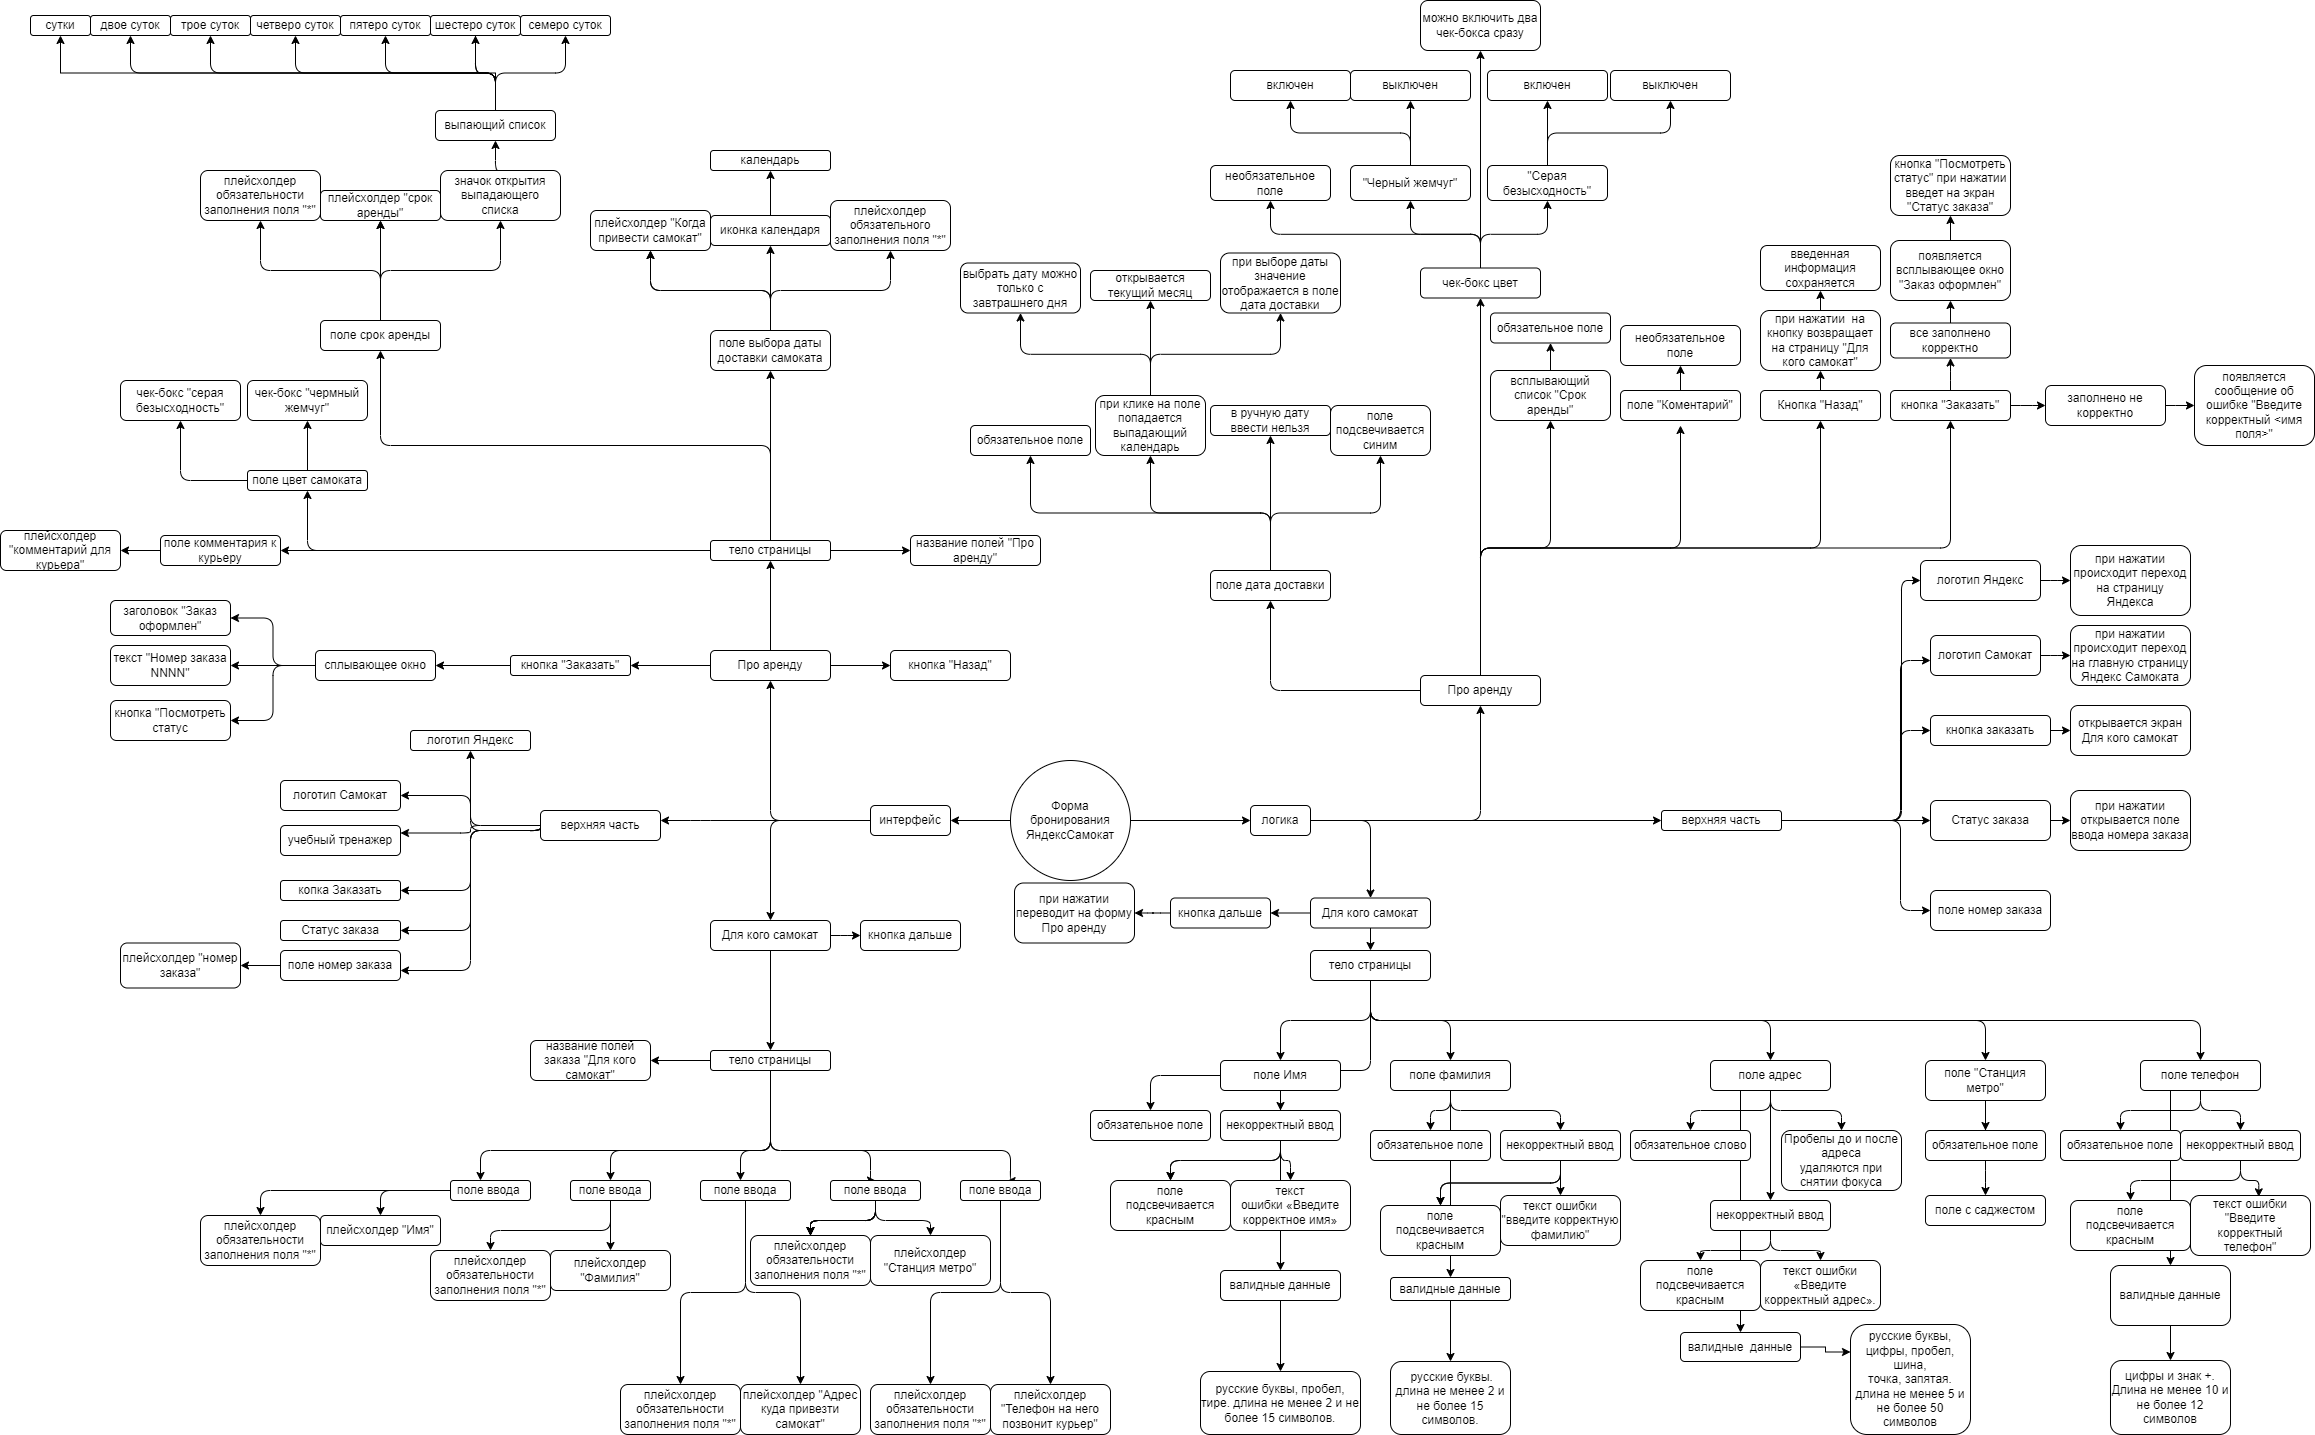 сутки
двое суток
трое суток
четверо суток
пятеро суток
шестеро суток
семеро суток
выпающий список
плейсхолдер
обязательности
заполнения поля "*"
плейсхолдер "срок
аренды"
значок открытия
выпадающего
списка
поле срок аренды
чек-бокс "серая
безысходность"
чек-бокс "чермный
жемчуг"
поле цвет самоката
календарь
плейсхолдер "Когда
привести самокат"
иконка календаря
плейсхолдер
обязательного
заполнения поля "*"
поле выбора даты
доставки самоката
плейсхолдер
"комментарий для
курьера"
поле комментария к
курьеру
тело страницы
название полей "Про
аренду"
заголовок "Заказ
оформлен"
текст "Номер заказа
NNNN"
кнопка "Посмотреть
статус
сплывающее окно
кнопка "Заказать"
Про аренду
кнопка "Назад"
логотип Яндекс
логотип Самокат
учебный тренажер
копка Заказать
Статус заказа
плейсхолдер "номер
заказа"
поле номер заказа
верхняя часть
интерфейс
Форма
бронирования
ЯндексСамокат
логика
верхняя часть
Для кого самокат
кнопка дальше
название полей
заказа "Для кого
самокат"
тело страницы
поле ввода
поле ввода
поле ввода
поле ввода
поле ввода
плейсхолдер
обязательности
заполнения поля "*"
плейсхолдер "Имя"
плейсхолдер
обязательности
заполнения поля "*"
плейсхолдер
"Фамилия"
плейсхолдер
обязательности
заполнения поля "*"
плейсхолдер
"Станция метро"
плейсхолдер
обязательности
заполнения поля "*"
плейсхолдер "Адрес
куда привезти
самокат"
плейсхолдер
обязательности
заполнения поля "*"
плейсхолдер
"Телефон на него
позвонит курьер"
можно включить два
чек-бокса сразу
включен
выключен
включен
выключен
необязательное
поле
"Черный жемчуг"
"Серая
безысходность"
чек-бокс цвет
выбрать дату можно
только с
завтрашнего дня
открывается
текущий месяц
при выборе даты
значение
отображается в поле
дата доставки
обязательное поле
при клике на поле
попадается
выпадающий
календарь
в ручную дату
ввести нельзя
поле
подсвечивается
синим
поле дата доставки
обязательное поле
всплывающий
список "Срок
аренды"
необязательное
поле
поле "Коментарий"
введенная
информация
сохраняется
при нажатии  на
кнопку возвращает
на страницу "Для
кого самокат"
Кнопка "Назад"
кнопка "Посмотреть
статус" при нажатии
введет на экран
"Статус заказа"
появляется
всплывающее окно
"Заказ оформлен"
все заполнено
корректно
кнопка "Заказать"
заполнено не
корректно
появляется
сообщение об
ошибке "Введите
корректный <имя
поля>"
Про аренду
логотип Яндекс
при нажатии
происходит переход
на страницу
Яндекса
логотип Самокат
при нажатии
происходит переход
на главную страницу
Яндекс Самоката
кнопка заказать
открывается экран
Для кого самокат
Статус заказа
при нажатии
открывается поле
ввода номера заказа
поле номер заказа
при нажатии
переводит на форму
Про аренду
кнопка дальше
Для кого самокат
тело страницы
поле Имя
поле фамилия
поле адрес
поле "Станция
метро"
поле телефон
обязательное поле
некорректный ввод
поле
подсвечивается
красным
текст
ошибки «Введите
корректное имя»
валидные данные
русские буквы, пробел,
тире. длина не менее 2 и не
более 15 символов.
обязательное поле
некорректный ввод
поле
подсвечивается
красным
текст ошибки
"введите корректную
фамилию"
валидные данные
русские буквы.
длина не менее 2 и
не более 15
символов.
обязательное слово
Пробелы до и после
адреса
удаляются при
снятии фокуса
некорректный ввод
поле
подсвечивается
красным
текст ошибки
«Введите
корректный адрес».
валидные  данные
русские буквы,
цифры, пробел,
шина,
точка, запятая.
длина не менее 5 и
не более 50
символов
обязательное поле
поле с саджестом
обязательное поле
некорректный ввод
поле
подсвечивается
красным
текст ошибки
"Введите
корректный
телефон"
валидные данные
цифры и знак +.
Длина не менее 10 и
не более 12
символов